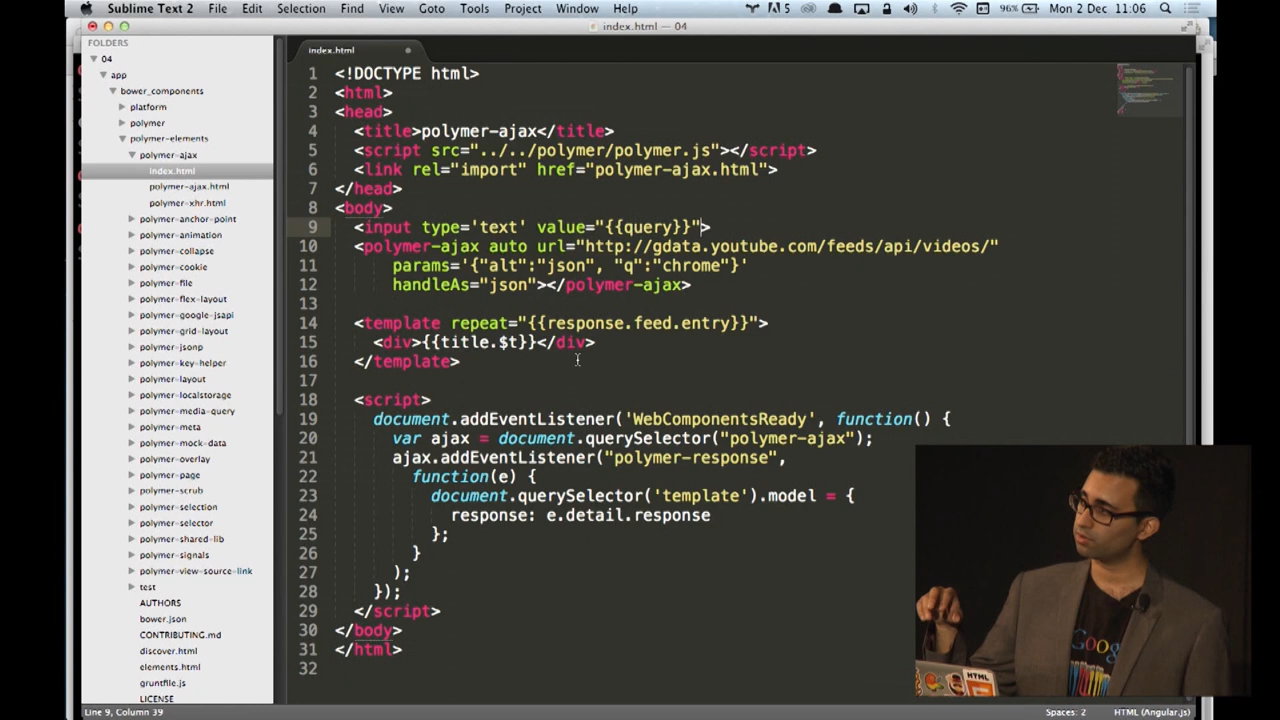 Sublime Text 2 File Edit Selection Find View Goto Tools Project Window Help 5 96% Mon 2 Dec 11:06
index.html — 04
FOLDERS
04
app
bower_components
platform
polymer
polymer-elements
polymer-ajax
index.html
polymer-ajax.html
polymer-xhr.html
polymer-anchor-point
polymer-animation
polymer-collapse
polymer-cookie
polymer-file
polymer-flex-layout
polymer-google-jsapi
polymer-grid-layout
polymer-jsonp
polymer-key-helper
polymer-layout
polymer-localstorage
polymer-media-query
polymer-meta
polymer-mock-data
polymer-overlay
polymer-page
polymer-scrub
polymer-selection
polymer-selector
polymer-shared-lib
polymer-signals
polymer-view-source-link
test
AUTHORS
bower.json
CONTRIBUTING.md
discover.html
elements.html
gruntfile.js
LICENSE
index.html
1 <!DOCTYPE html>
2 <html>
3 <head>
4 <title>polymer-ajax</title>
5 <script src="../../polymer/polymer.js"></script>
6 <link rel="import" href="polymer-ajax.html">
7 </head>
8 <body>
9 <input type='text' value="{{query}}">
10 <polymer-ajax auto url="http://gdata.youtube.com/feeds/api/videos/"
11 params='{"alt":"json", "q":"chrome"}'
12 handleAs="json"></polymer-ajax>
13
14 <template repeat="{{response.feed.entry}}">
15 <div>{{title.$t}}</div>
16 </template>
17
18 <script>
19 document.addEventListener('WebComponentsReady', function() {
20 var ajax = document.querySelector("polymer-ajax");
21 ajax.addEventListener("polymer-response",
22 function(e) {
23 document.querySelector('template').model = {
24 response: e.detail.response
25 };
26 }
27 );
28 });
29 </script>
30 </body>
31 </html>
32
Goog
HTML
Line 9, Column 39 Spaces: 2 HTML (Angular.js)